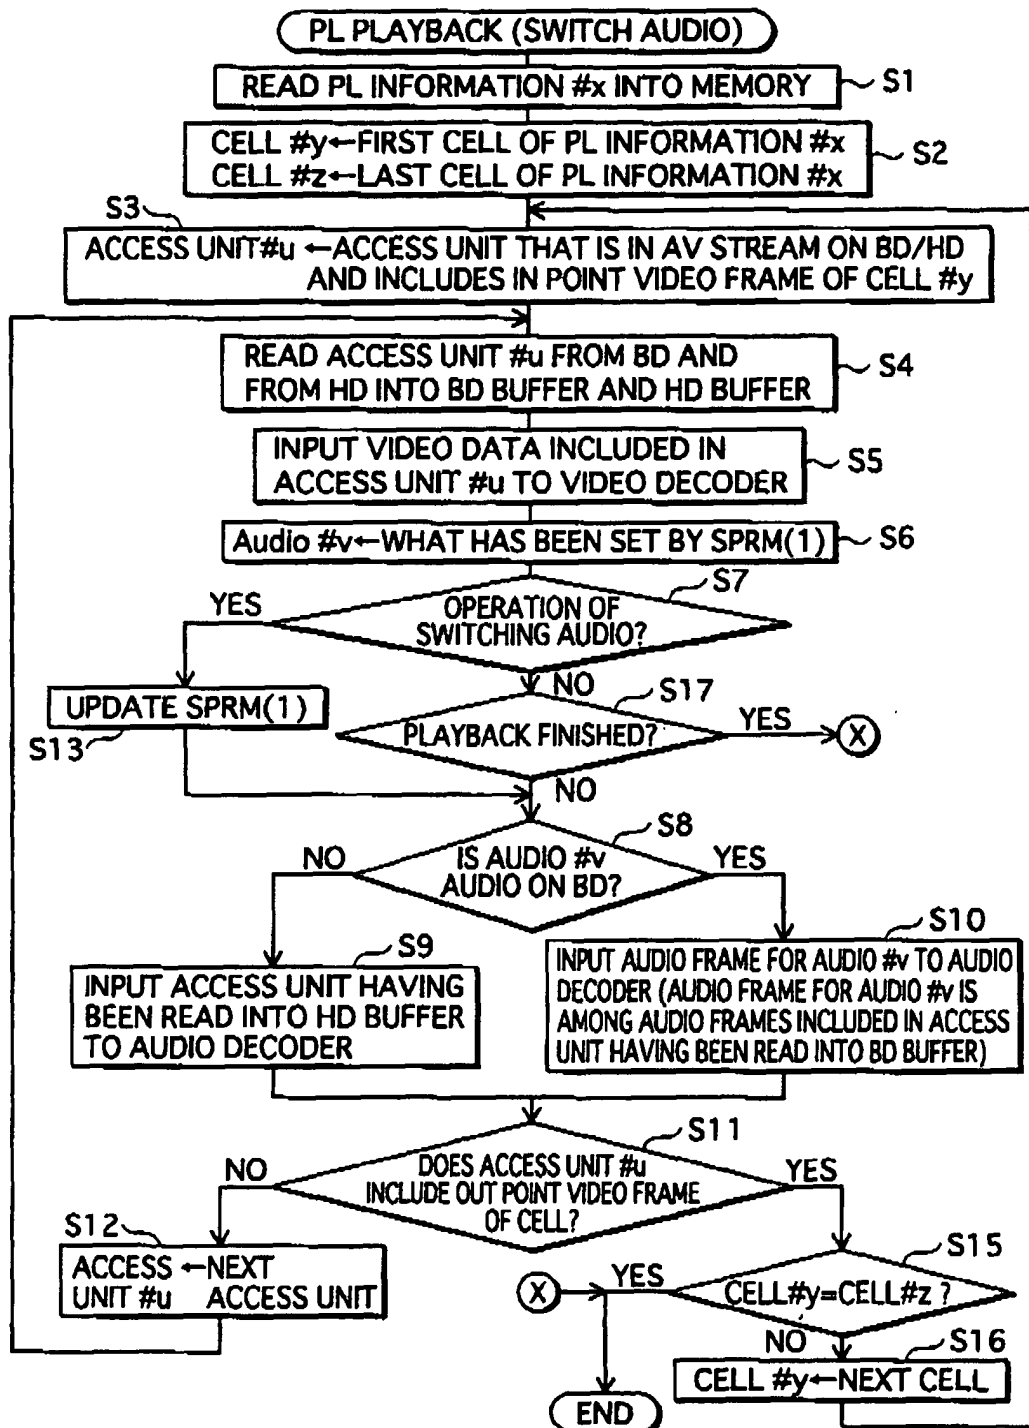 PL PLAYBACK (SWITCH AUDIO)
READ PL INFORMATION #x INTO MEMORY
S1
CELL #y←FIRST CELL OF PL INFORMATION #x
CELL #z←LAST CELL OF PL INFORMATION #x
S2
S3
ACCESS UNIT#u ←ACCESS UNIT THAT IS IN AV STREAM ON BD/HD
AND INCLUDES IN POINT VIDEO FRAME OF CELL #y
READ ACCESS UNIT #u FROM BD AND
FROM HD INTO BD BUFFER AND HD BUFFER
S4
INPUT VIDEO DATA INCLUDED IN
ACCESS UNIT #u TO VIDEO DECODER
S5
Audio #v←WHAT HAS BEEN SET BY SPRM(1)
S6
S7
YES
OPERATION OF
SWITCHING AUDIO?
NO
S17
UPDATE SPRM(1)
S13
PLAYBACK FINISHED?
YES
X
NO
S8
NO
IS AUDIO #v
AUDIO ON BD?
YES
S9
INPUT ACCESS UNIT HAVING
BEEN READ INTO HD BUFFER
TO AUDIO DECODER
S10
INPUT AUDIO FRAME FOR AUDIO #v TO AUDIO
DECODER (AUDIO FRAME FOR AUDIO #v IS
AMONG AUDIO FRAMES INCLUDED IN ACCESS
UNIT HAVING BEEN READ INTO BD BUFFER)
S11
NO
DOES ACCESS UNIT #u
INCLUDE OUT POINT VIDEO FRAME
OF CELL?
YES
S12
ACCESS ←NEXT
UNIT #u ACCESS UNIT
S15
X
YES
CELL#y=CELL#z ?
NO
S16
CELL #y←NEXT CELL
END